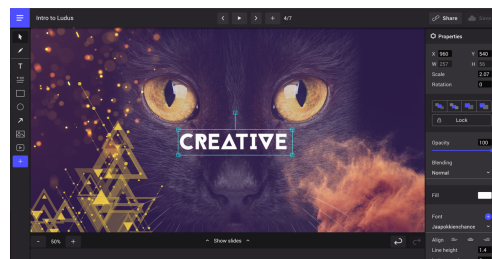 Intro to Ludus
4/7
Share
Save
Properties
X 960 Y 540
W 257 H 55
Scale 2.07
Rotation 0
Lock
Opacity 100
Blending
Normal
Fill
Font
Jaapokkienchance
Align
Line height 1.4
CREATIVE
T
- 50% +
Show slides